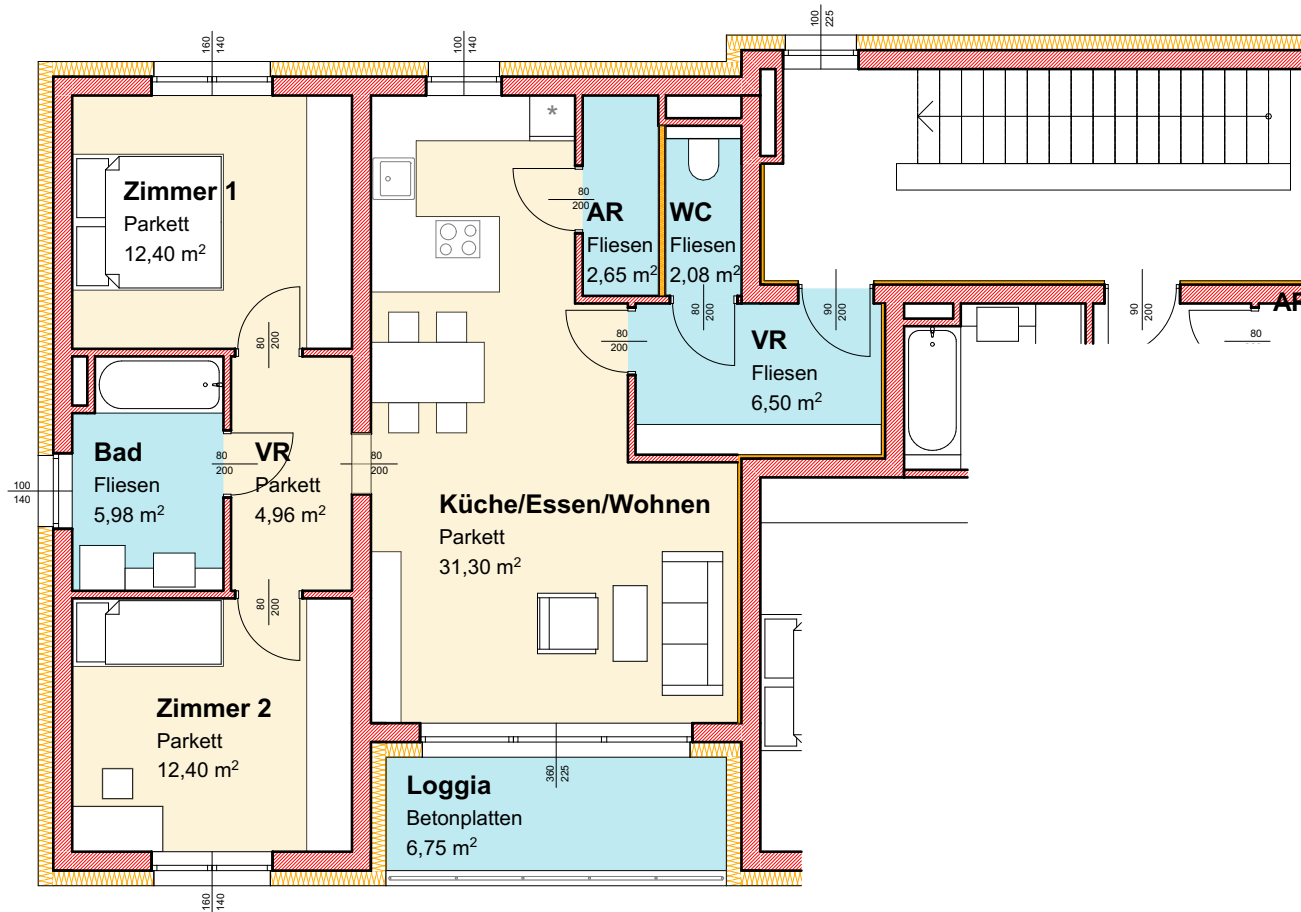 160
140
100
140
100
225
*
Zimmer 1
Parkett
12,40 m²
80
200
AR
Fliesen
2,65 m²
WC
Fliesen
2,08 m²
80
200
90
200
90
200
80
200
AR
80
200
80
200
VR
Fliesen
6,50 m²
Bad
Fliesen
5,98 m²
80
200
VR
Parkett
4,96 m²
80
200
100
140
Küche/Essen/Wohnen
Parkett
31,30 m²
80
200
Zimmer 2
Parkett
12,40 m²
360
225
Loggia
Betonplatten
6,75 m²
160
140